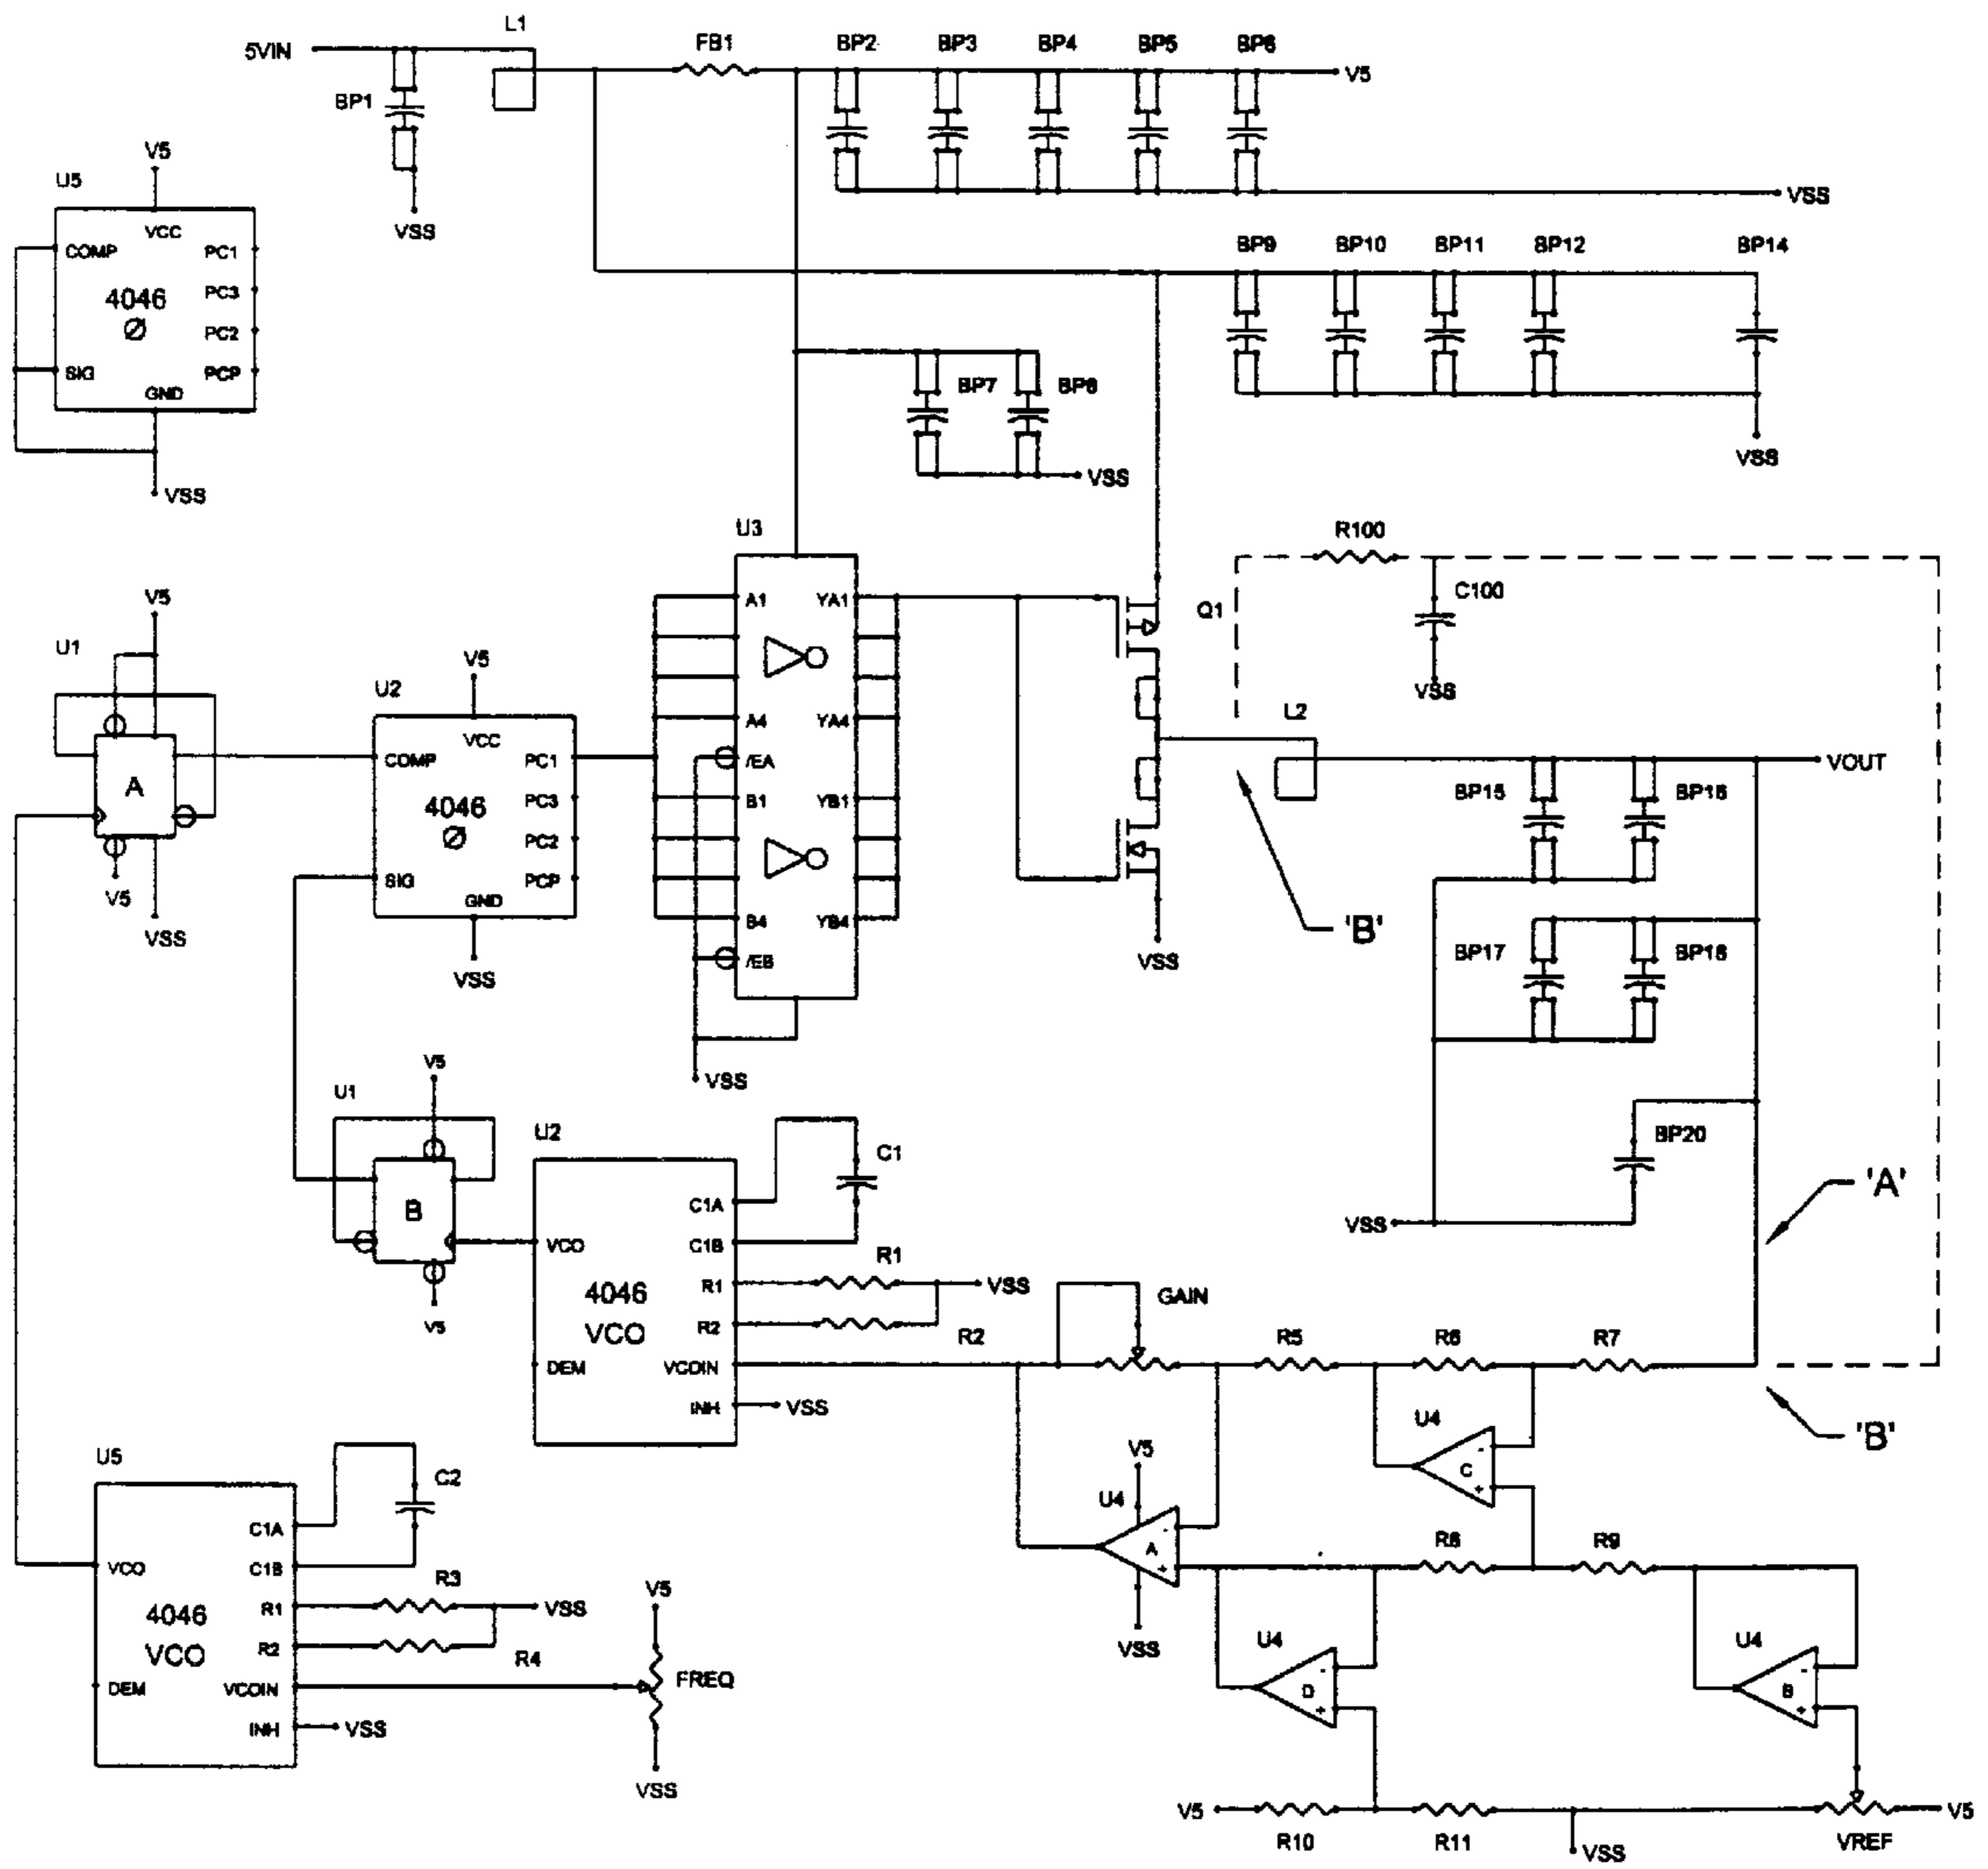 L1
5VIN
FB1
BP2
BP3
BP4
BP5
BP6
V5
BP1
VSS
VSS
V5
U5
VCC
COMP
PC1
PC3
4046
Ø
PC2
SIG
PCP
GND
VSS
BP9
BP10
BP11
BP12
BP14
VSS
BP7
BP8
VSS
U3
A1
YA1
A4
YA4
/EA
B1
YB1
B4
YB4
/EB
VSS
R100
C100
VSS
Q1
V5
U1
A
V5
VSS
V5
U2
VCC
COMP
PC1
PC3
4046
Ø
PC2
SIG
PCP
GND
VSS
L2
VOUT
BP15
BP16
'B'
VSS
BP17
BP18
BP20
VSS
'A'
'B'
V5
U1
B
V5
U2
C1
C1A
C1B
VCO
R1
R1
VSS
4046
VCO
R2
R2
DEM
VCOIN
INH
VSS
GAIN
R5
R6
R7
U4
C
-
+
V5
U4
A
-
+
VSS
R8
R9
U4
D
-
+
U4
B
-
+
U5
C2
C1A
C1B
VCO
R3
R1
VSS
4046
VCO
R2
R4
DEM
VCOIN
INH
VSS
V5
FREQ
VSS
V5
R10
R11
VSS
VREF
V5